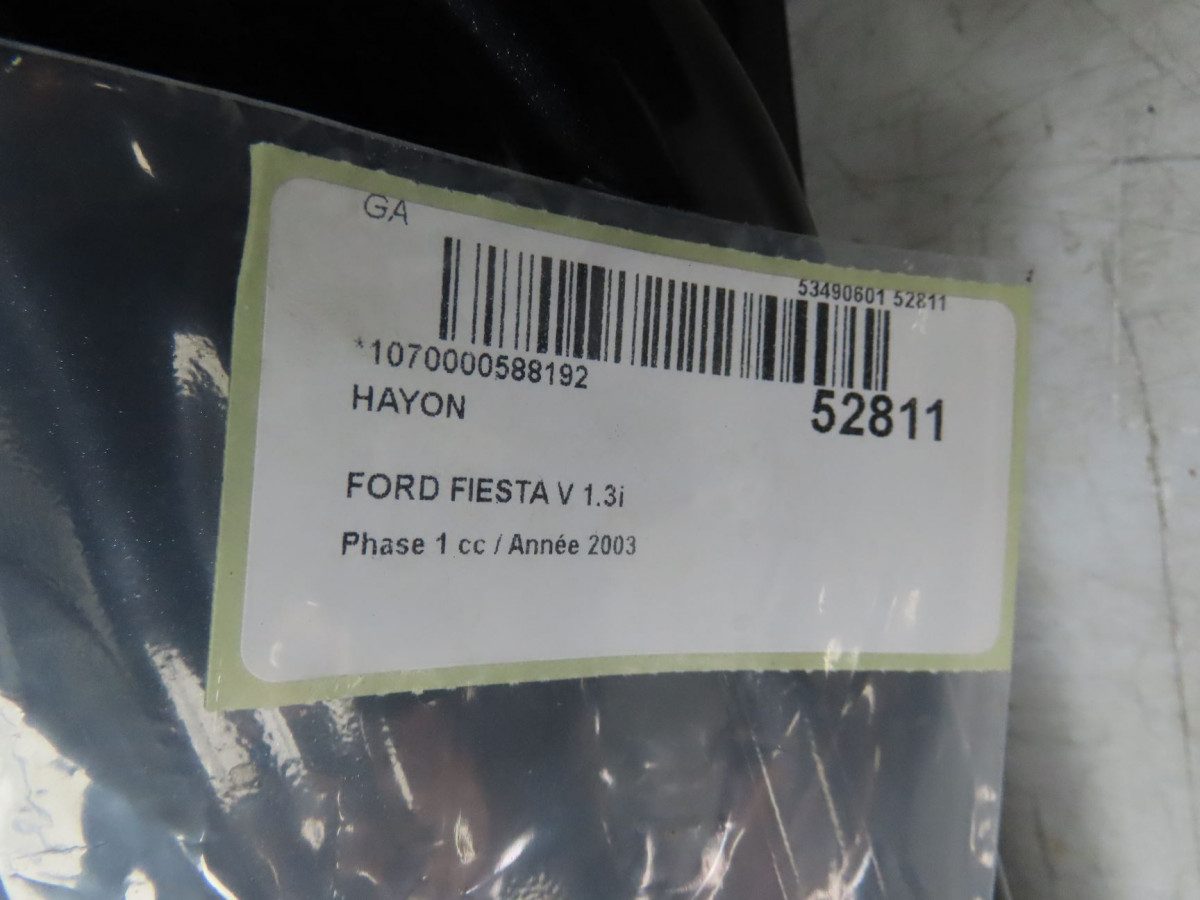 GA
53490601 52811
*1070000588192
HAYON
52811
FORD FIESTA V 1.3i
Phase 1 cc / Année 2003